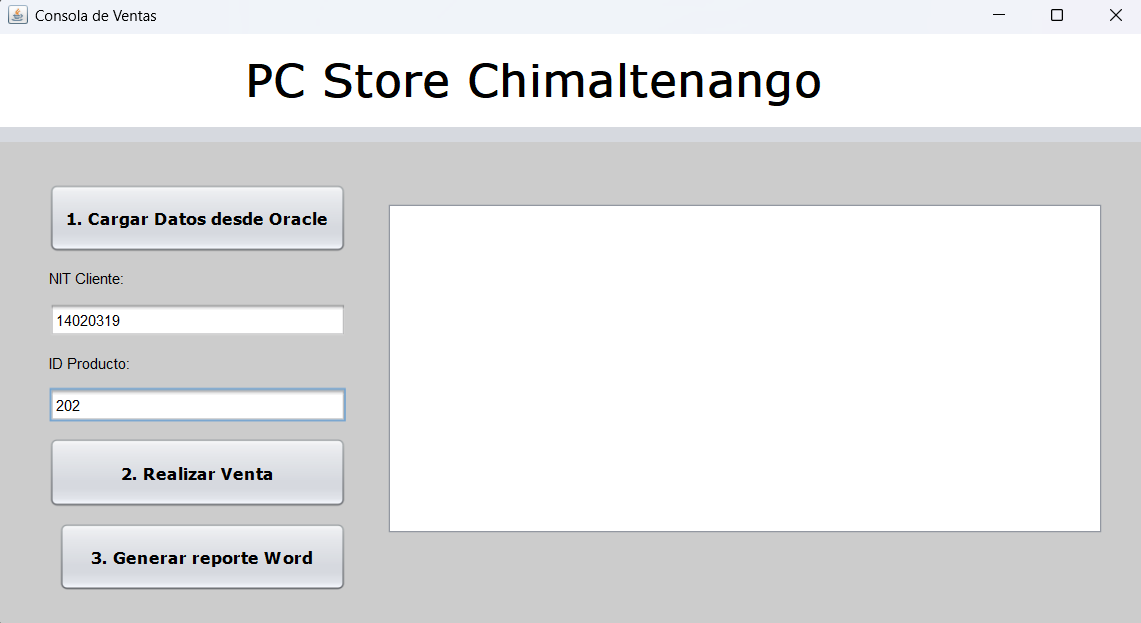 Consola de Ventas
PC Store Chimaltenango
1. Cargar Datos desde Oracle
NIT Cliente:
14020319
ID Producto:
202
2. Realizar Venta
3. Generar reporte Word